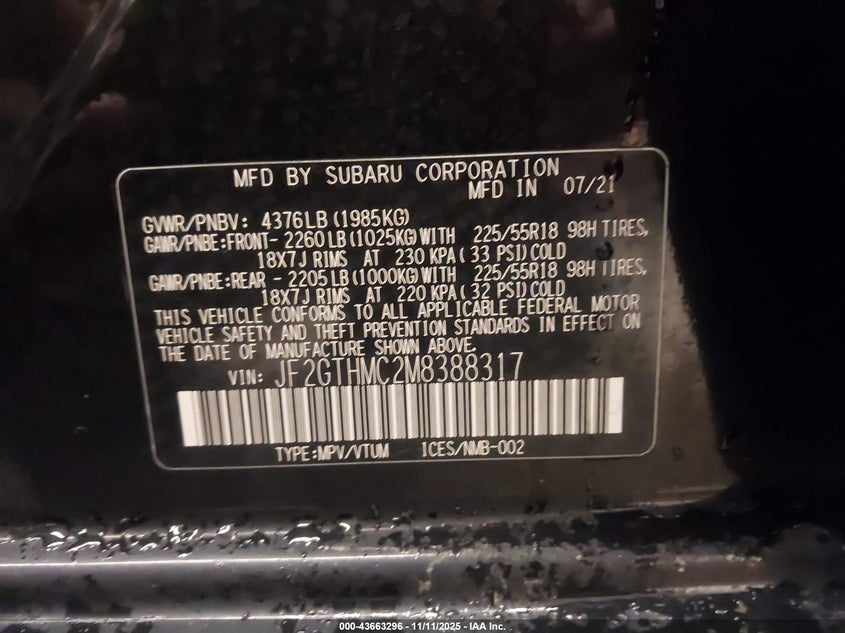 MFD BY SUBARU CORPORATION
MFD IN 07/21
GVWR/PNBV: 4376LB(1985KG)
GAWR/PNBE:FRONT- 2260LB(1025KG)WITH 225/55R18 98H TIRES,
18X7J RIMS AT 230 KPA( 33 PSI)COLD
GAWR/PNBE:REAR - 2205LB(1000KG)WITH 225/55R18 98H TIRES,
18X7J RIMS AT 220 KPA( 32 PSI)COLD
THIS VEHICLE CONFORMS TO ALL APPLICABLE FEDERAL MOTOR
VEHICLE SAFETY AND THEFT PREVENTION STANDARDS IN EFFECT ON
THE DATE OF MANUFACTURE SHOWN ABOVE.
VIN: JF2GTHMC2M8388317
TYPE:MPV/VTUM ICES/NMB-002
000-43663296 - 11/11/2025 - IAA Inc.